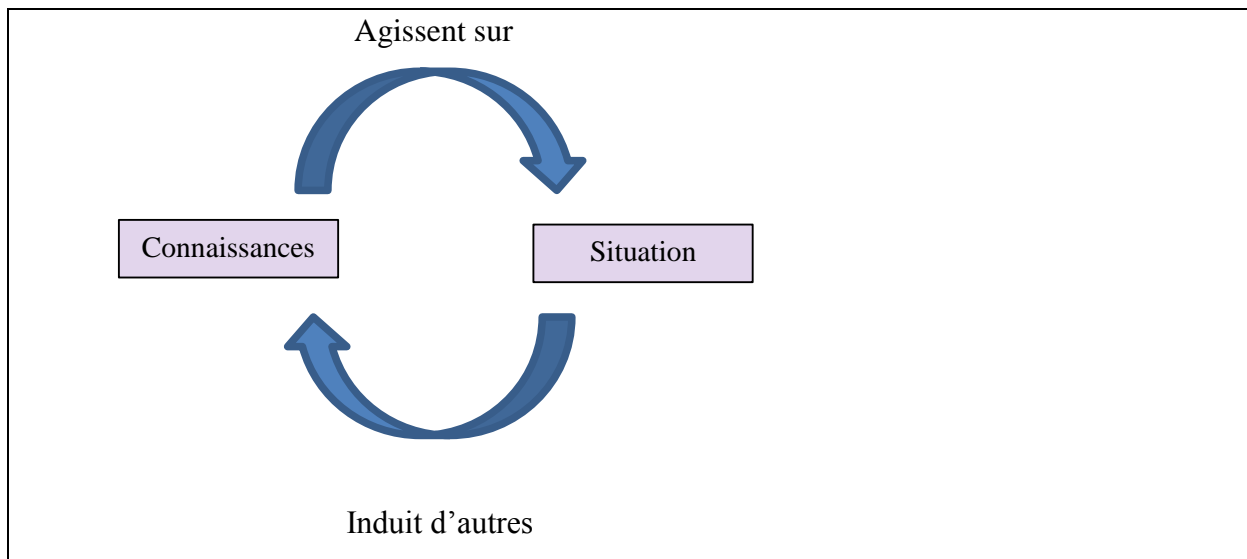 Agissent sur
Connaissances
Situation
Induit d’autres